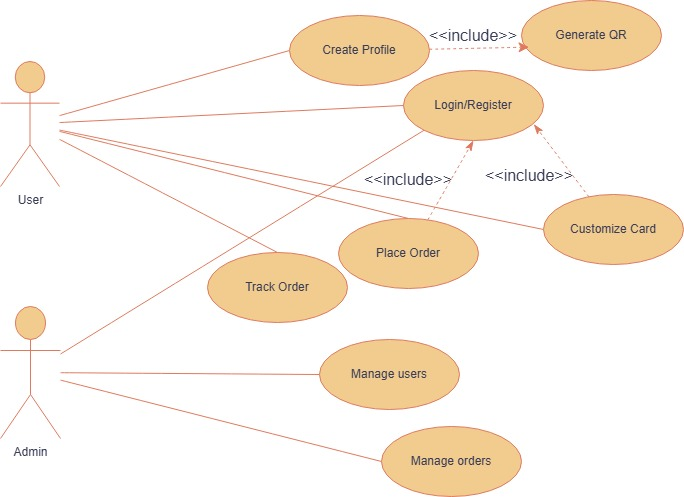 <<include>>
Generate QR
Create Profile
Login/Register
<<include>>
<<include>>
User
Customize Card
Place Order
Track Order
Manage users
Admin
Manage orders